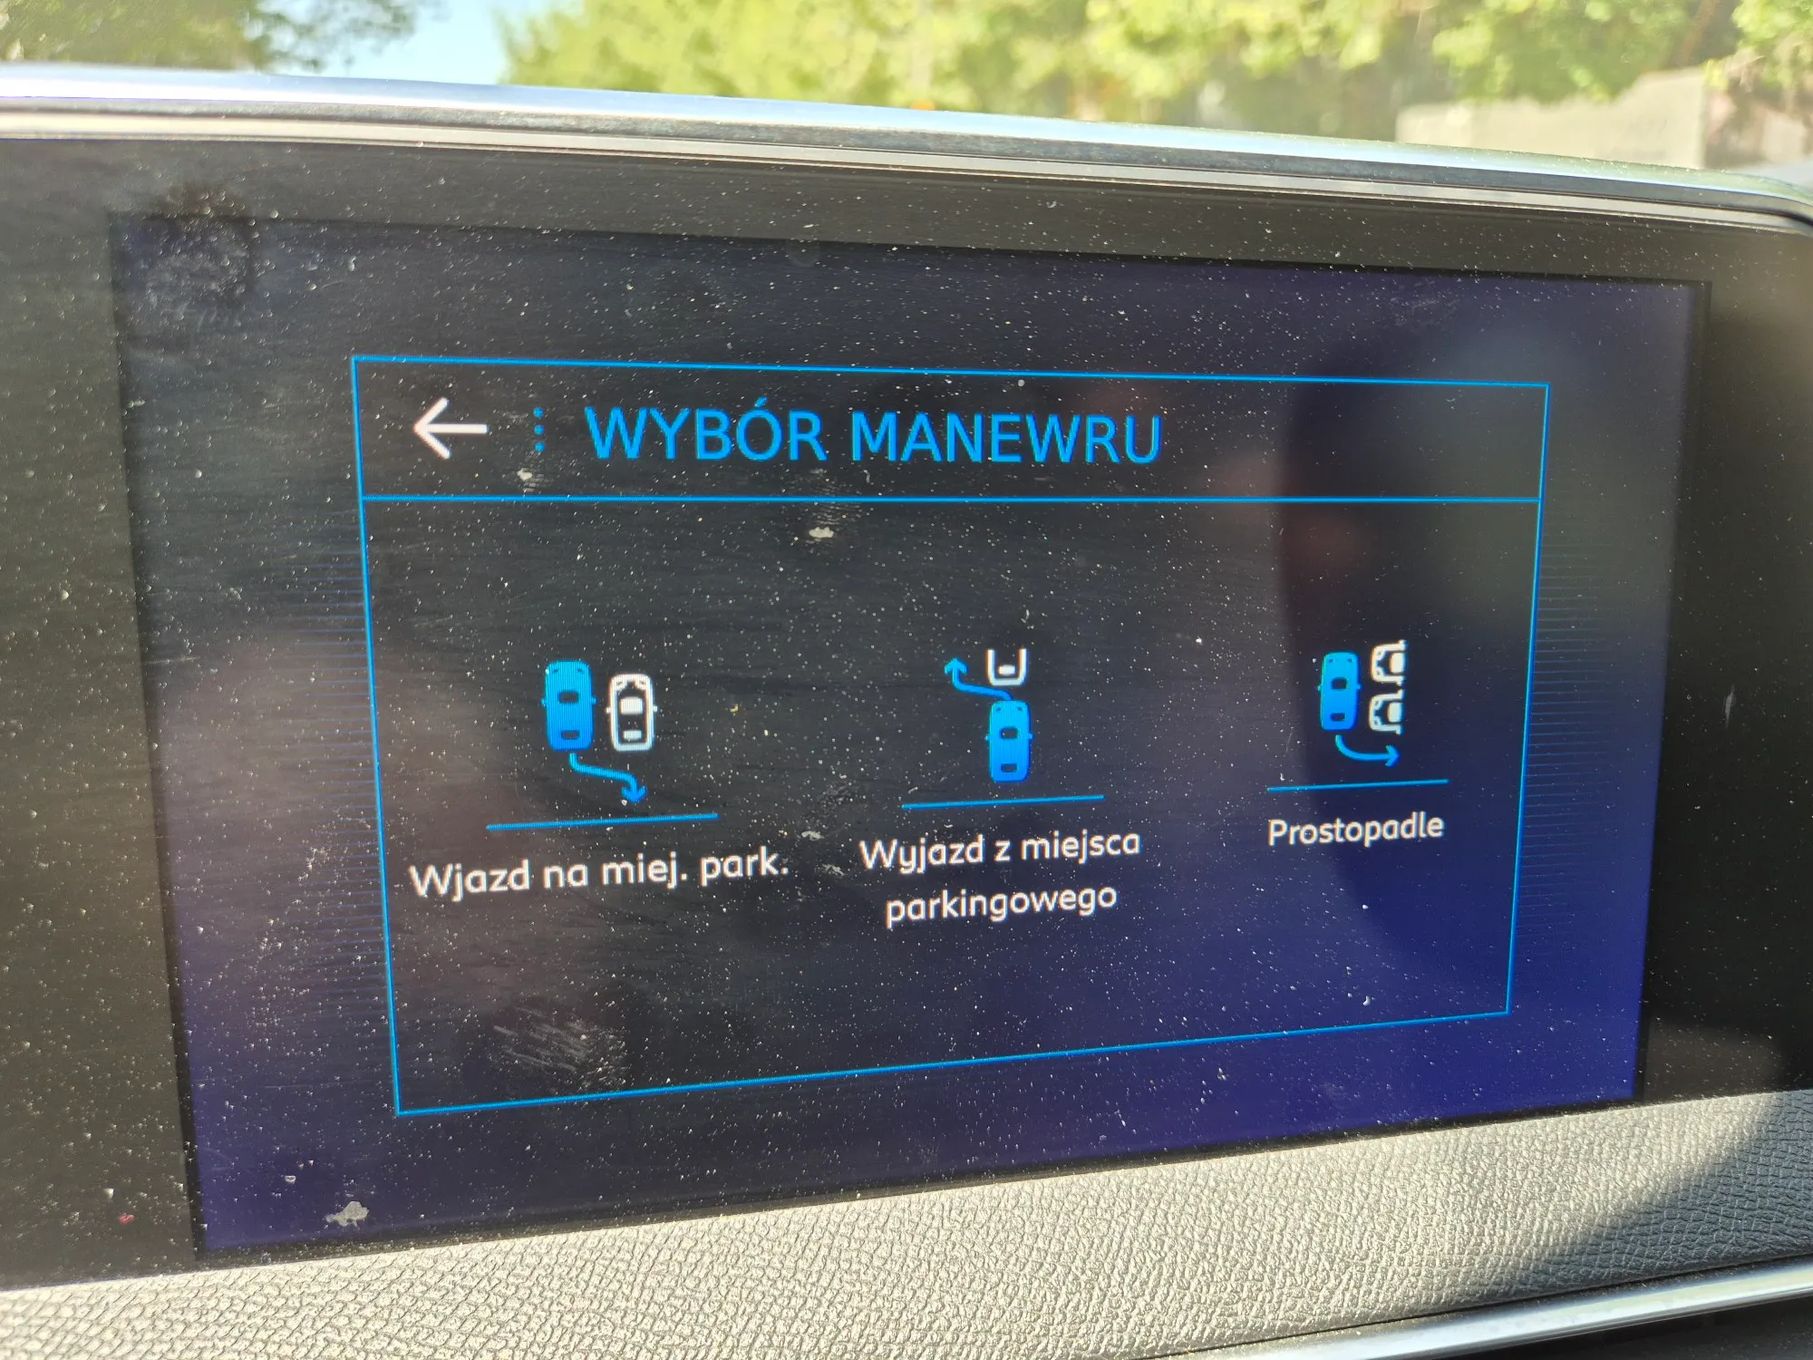 WYBÓR MANEWRU
Wjazd na miej. park.
Wyjazd z miejsca
parkingowego
Prostopadle